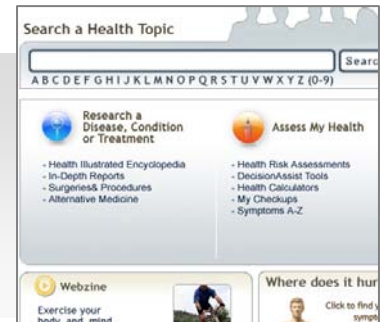 Search a Health Topic
Searc
A B C D E F G H I J K L M N O P Q R S T U V W X Y Z (0-9)
Research a
Disease, Condition
or Treatment
- Health Illustrated Encyclopedia
- In-Depth Reports
- Surgeries& Procedures
- Alternative Medicine
Assess My Health
- Health Risk Assessments
- DecisionAssist Tools
- Health Calculators
- My Checkups
- Symptoms A-Z
Webzine
Exercise your
body and mind
Where does it hur
Click to find y
sympt